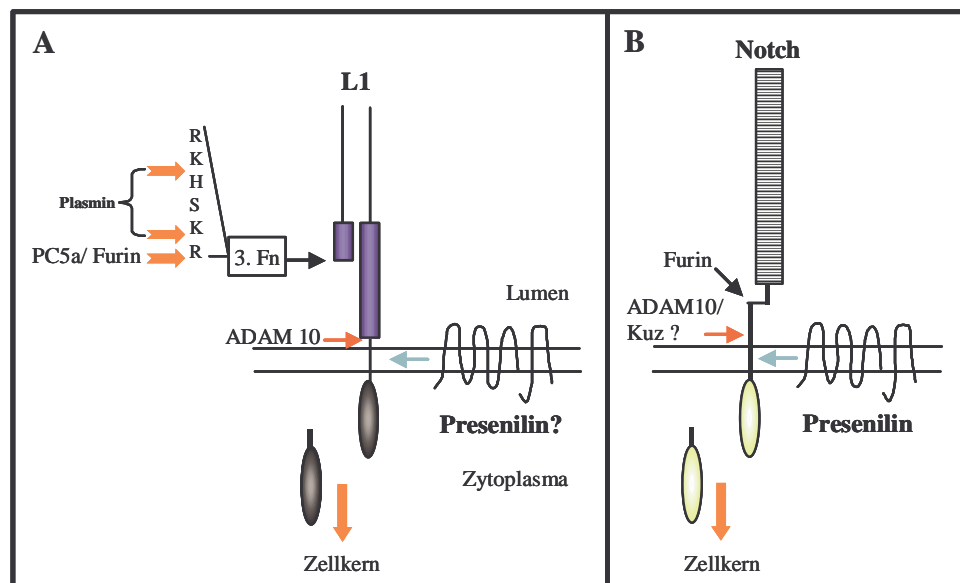 A
L1
R
K
H
S
K
R
Plasmin
PC5a/ Furin
3. Fn
Lumen
ADAM 10
Presenilin?
Zytoplasma
Zellkern
B
Notch
Furin
ADAM10/
Kuz ?
Presenilin
Zellkern